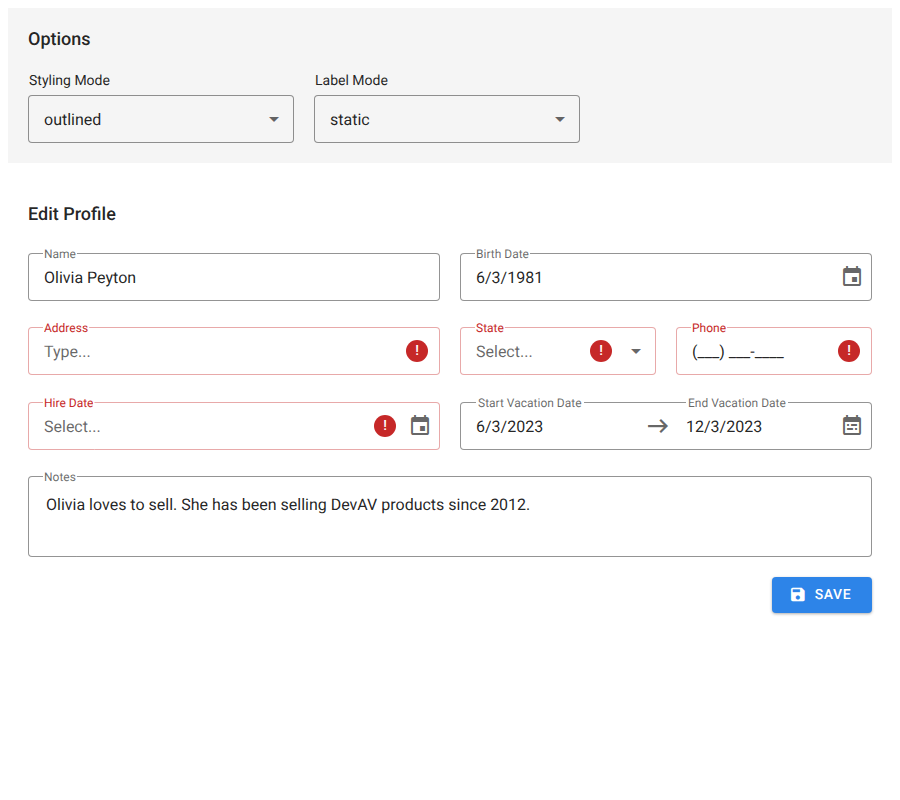 Options
Styling Mode
Label Mode
outlined
static
Edit Profile
Name
Olivia Peyton
Birth Date
6/3/1981
Address
Type...
State
Select...
Phone
(___) ___-____
Hire Date
Select...
Start Vacation Date
6/3/2023
End Vacation Date
12/3/2023
Notes
Olivia loves to sell. She has been selling DevAV products since 2012.
SAVE